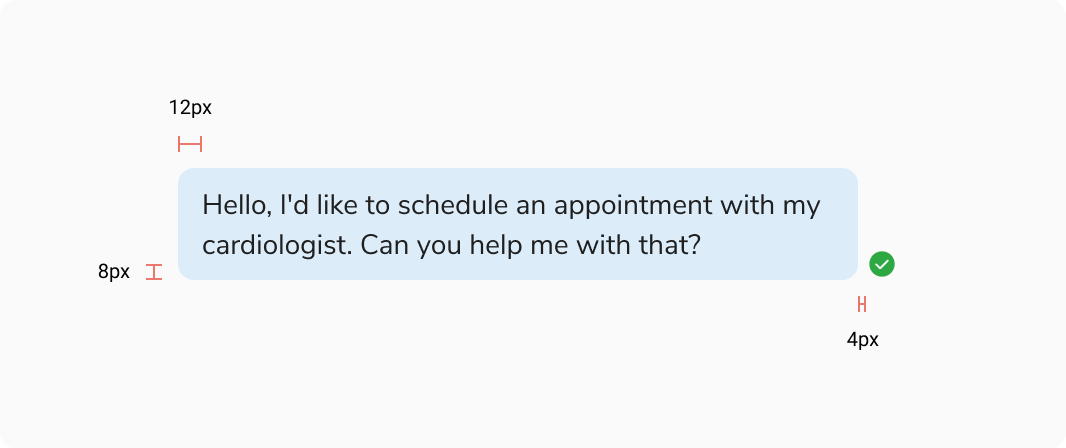 12px
Hello, I'd like to schedule an appointment with my
cardiologist. Can you help me with that?
8px
4px